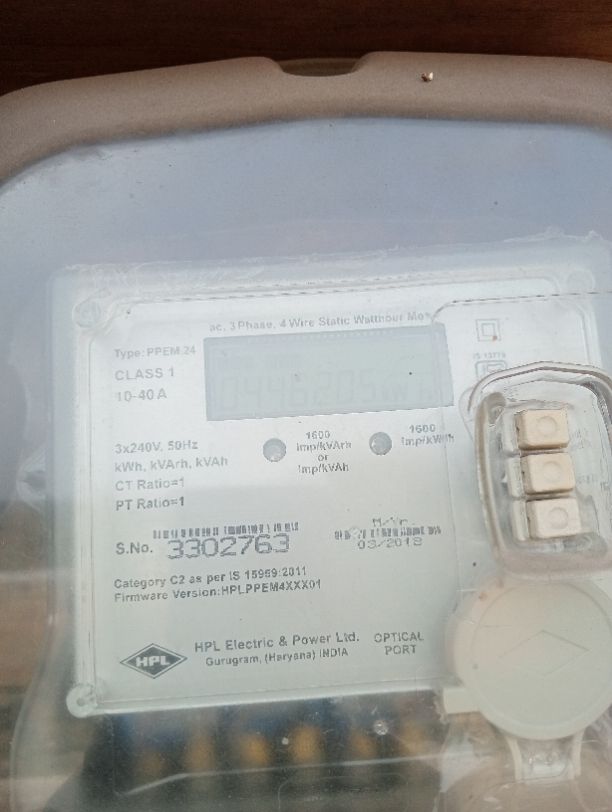 ac, 3 Phase, 4 Wire Static Watthour
Type: PPEM.24
CLASS 1
10-40 A
3x240V, 50Hz
kWh, kVArh, kVAh
CT Ratio=1
PT Ratio=1
1600
imp/kVArh
or
imp/kVAh
1600
imp/kWh
S.No. 3302763
M/Yr.
03/2018
Category C2 as per IS 15959:2011
Firmware Version:HPLPPEM4XXX01
HPL
HPL Electric & Power Ltd.
Gurugram, (Haryana) INDIA
OPTICAL
PORT